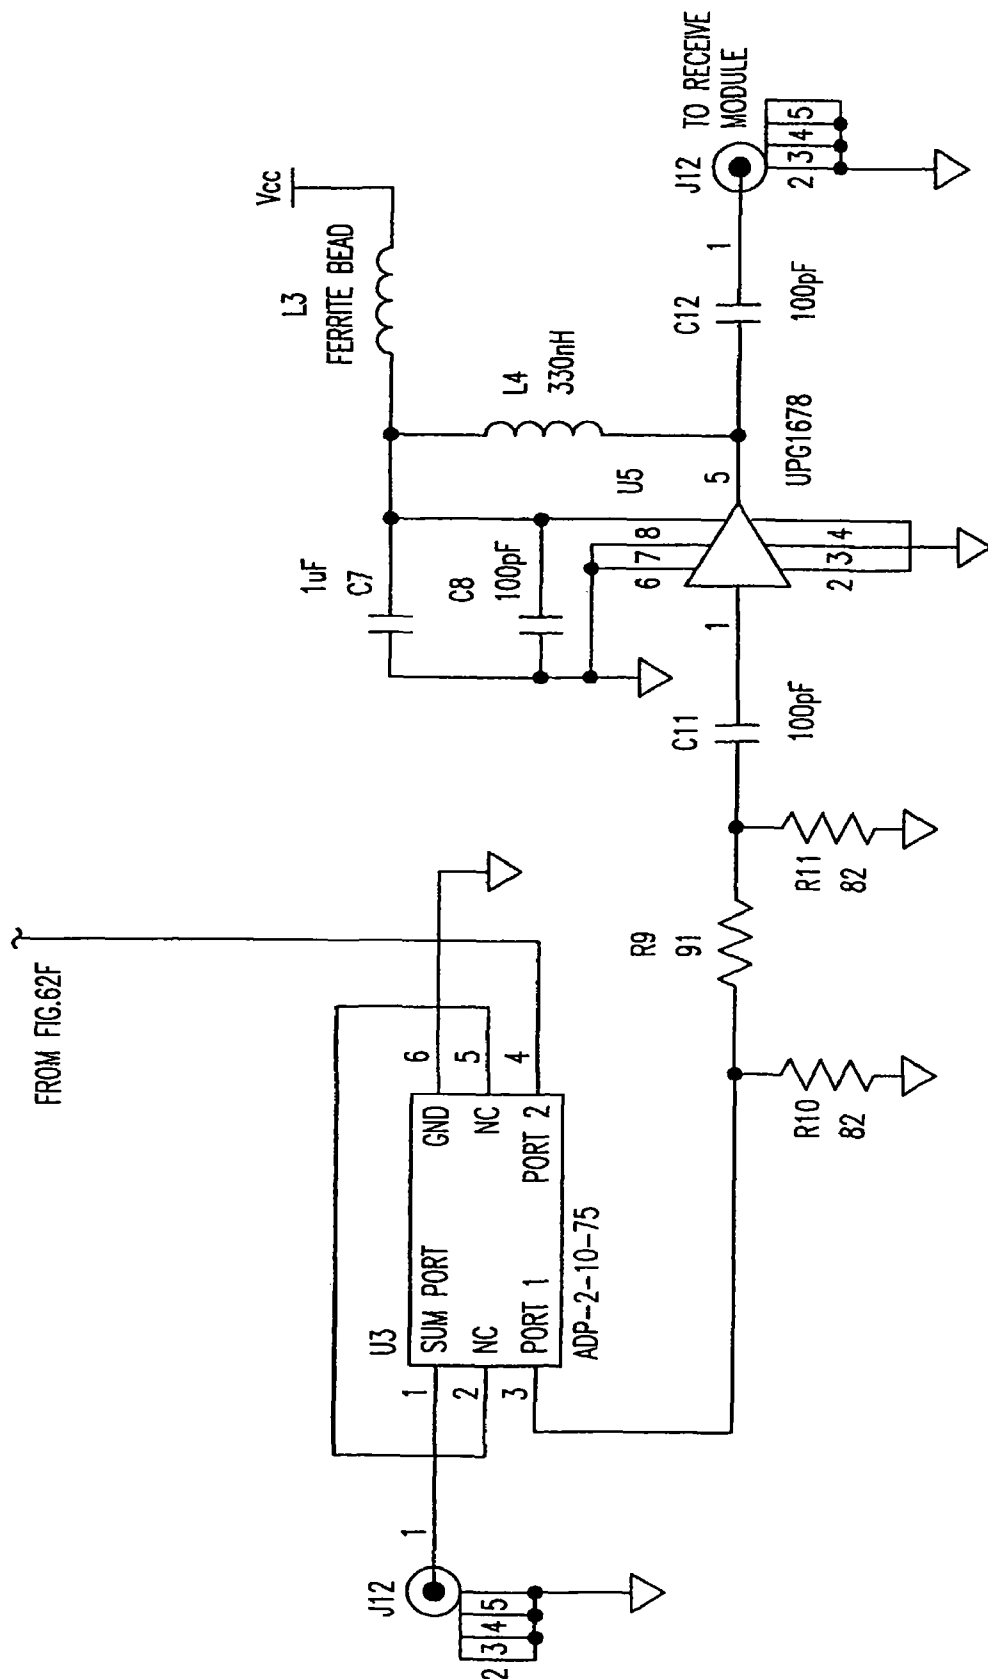 FROM FIG.62F
J12
1
2 3 4 5
U3
1
2
3
SUM PORT
NC
PORT 1
GND
NC
PORT 2
6
5
4
ADP-2-10-75
R10
82
R9
91
R11
82
C11
100pF
1uF
C7
C8
100pF
1
U5
6 7 8
2 3 4
5
UPG1678
L3
FERRITE BEAD
Vcc
L4
330nH
C12
100pF
1
J12
2 3 4 5
TO RECEIVE
MODULE